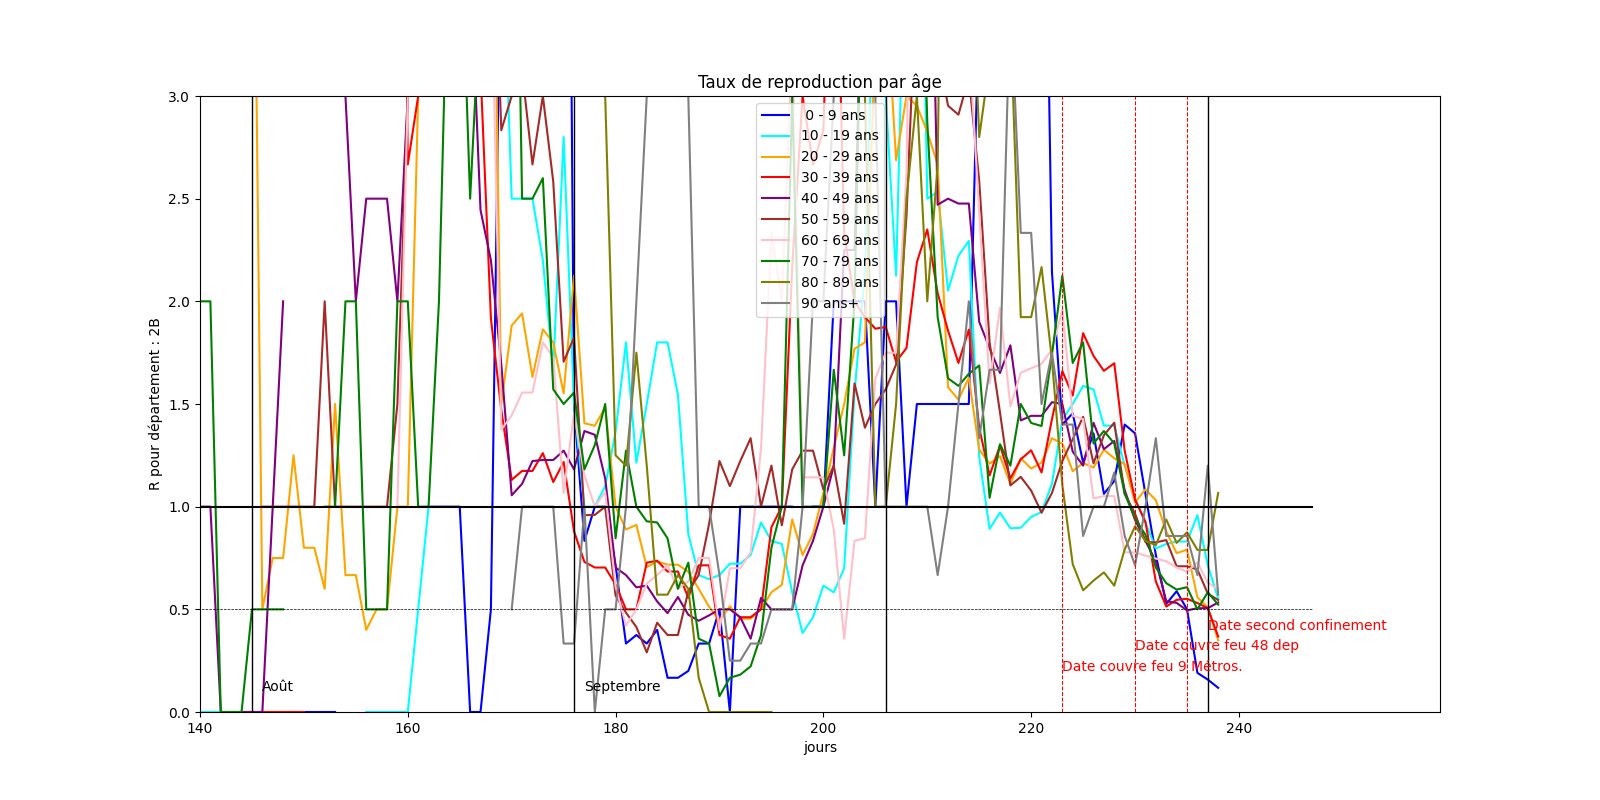 Taux de reproduction par âge
R pour département : 2B
3.0
2.5
2.0
1.5
1.0
0.5
0.0
0 - 9 ans
10 - 19 ans
20 - 29 ans
30 - 39 ans
40 - 49 ans
50 - 59 ans
60 - 69 ans
70 - 79 ans
80 - 89 ans
90 ans+
Date second confinement
Date couvre feu 48 dep
Date couvre feu 9 Métros.
Août
Septembre
140
160
180
200
220
240
jours